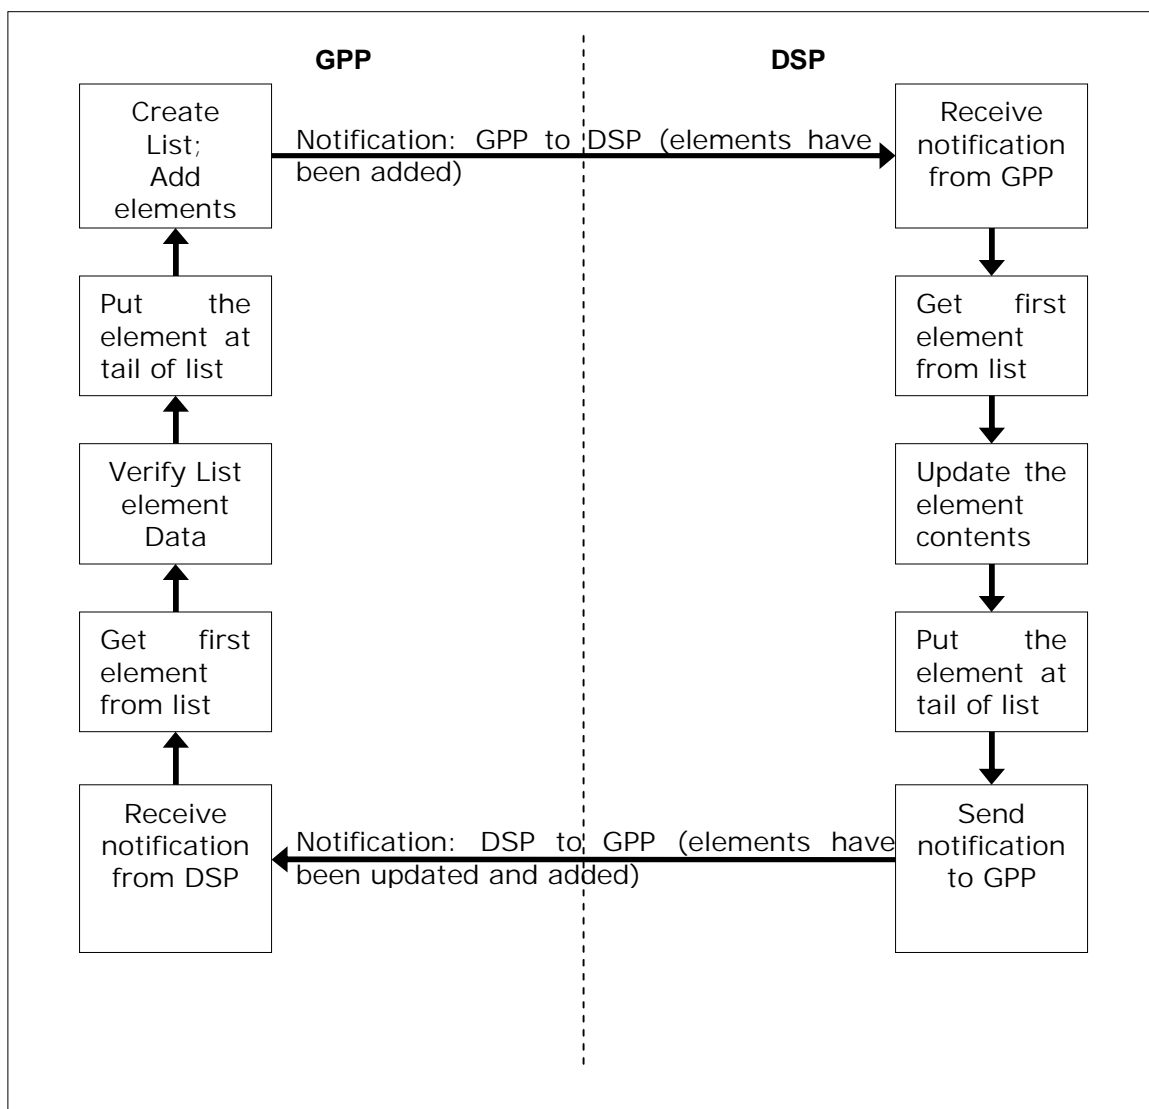 GPP
DSP
Create
List;
Add
elements
Notification: GPP to DSP (elements have
been added)
Receive
notification
from GPP
Put the
element at
tail of list
Get first
element
from list
Verify List
element
Data
Update the
element
contents
Get first
element
from list
Put the
element at
tail of list
Receive
notification
from DSP
Notification: DSP to GPP (elements have
been updated and added)
Send
notification
to GPP